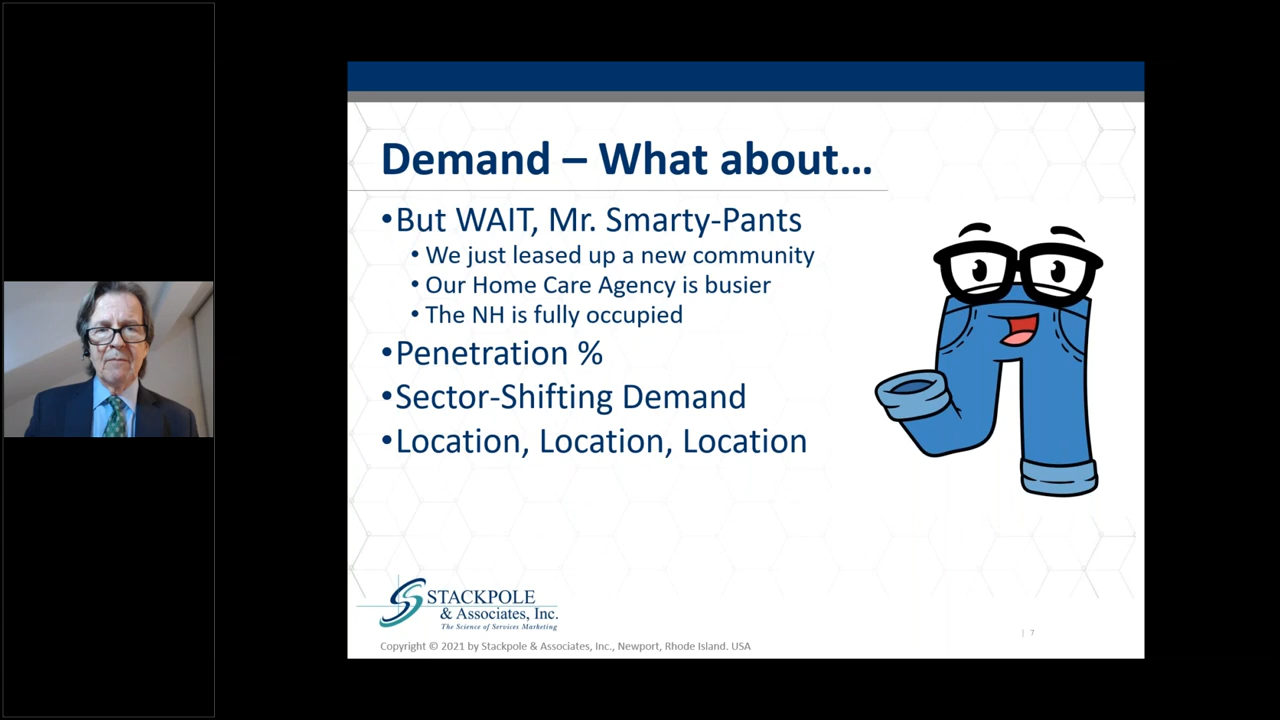 Demand – What about...
•But WAIT, Mr. Smarty-Pants
• We just leased up a new community
• Our Home Care Agency is busier
• The NH is fully occupied
•Penetration %
•Sector-Shifting Demand
•Location, Location, Location
STACKPOLE
& Associates, Inc.
The Science of Services Marketing
Copyright © 2021 by Stackpole & Associates, Inc., Newport, Rhode Island. USA
| 7